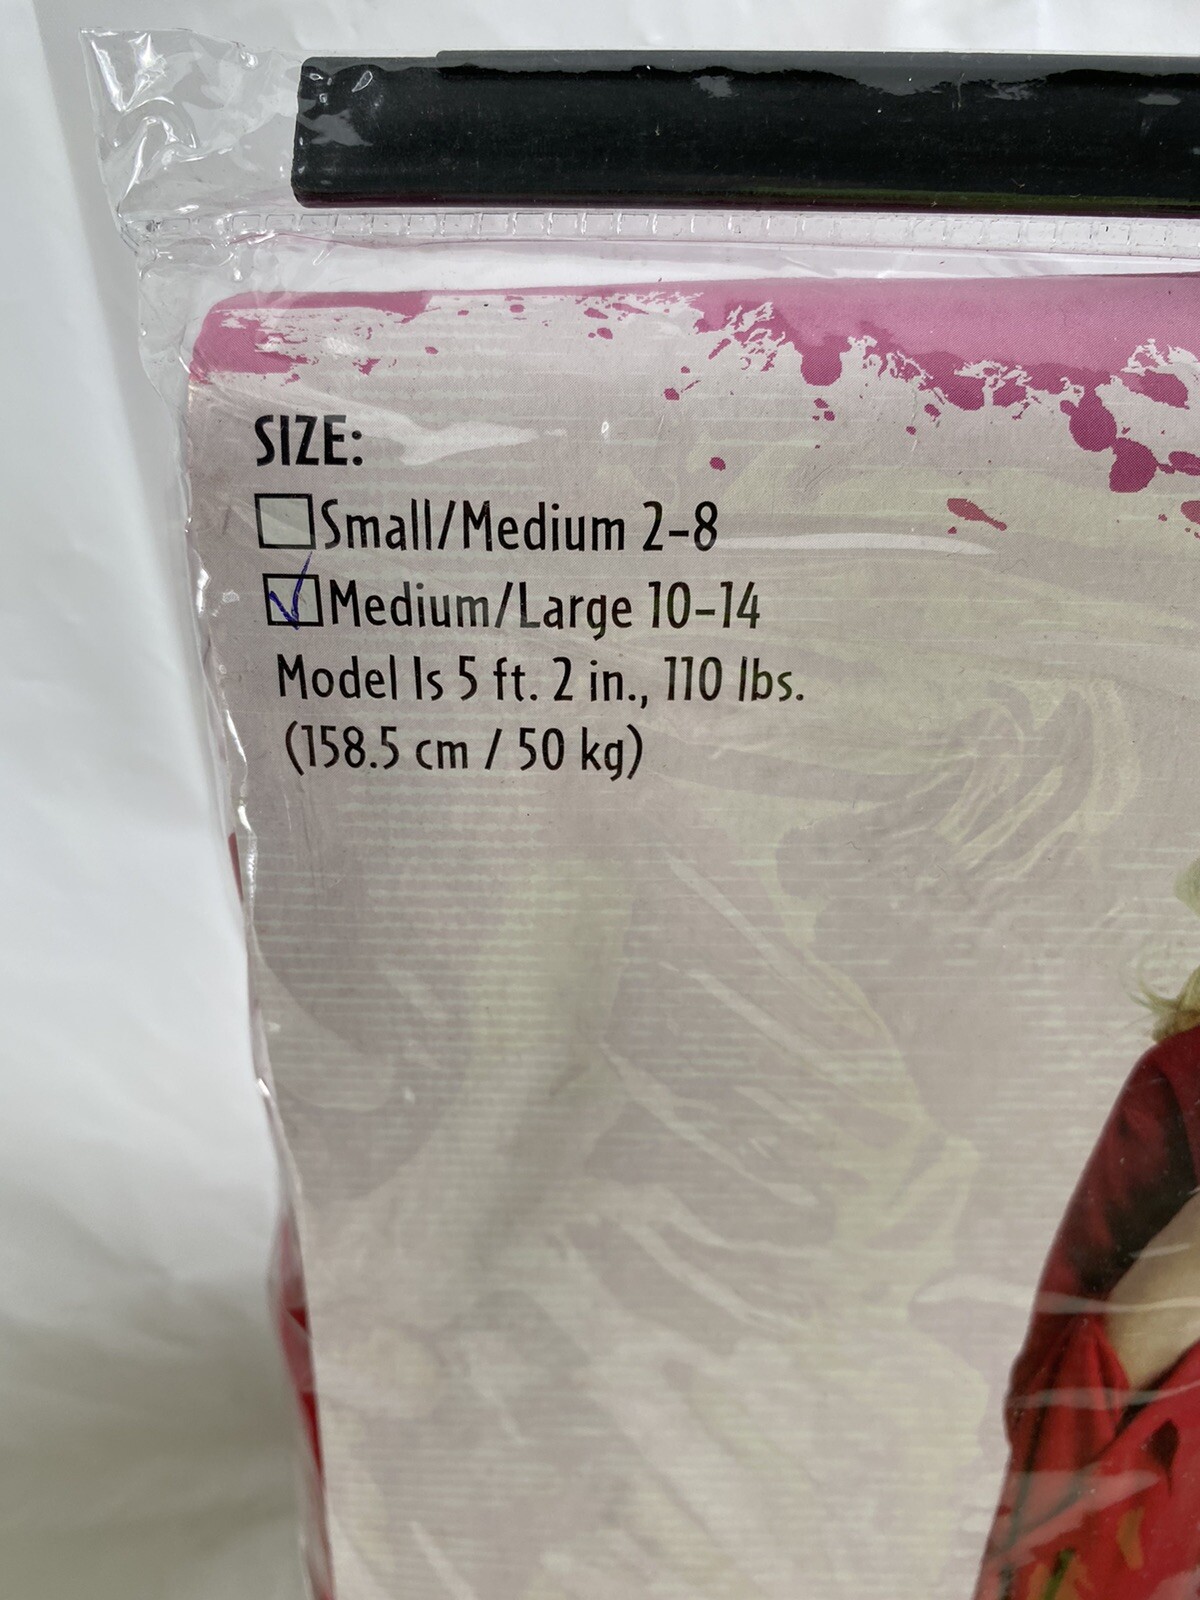 SIZE:
Small/Medium 2-8
Medium/Large 10-14
Model Is 5 ft. 2 in., 110 lbs.
(158.5 cm / 50 kg)